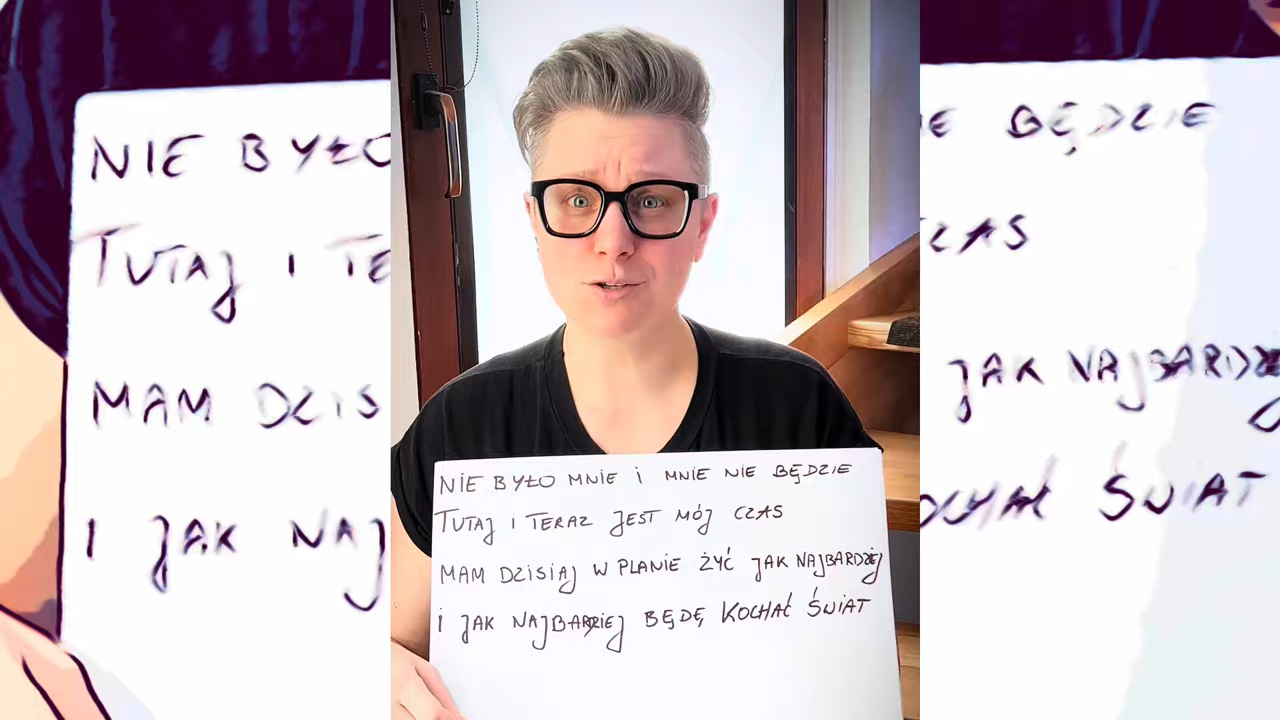 NIE BYŁO MNIE I MNIE NIE BĘDZIE
TUTAJ I TERAZ JEST MÓJ CZAS
MAM DZISIAJ W PLANIE ŻYĆ JAK NAJBARDZIEJ
I JAK NAJBARDZIEJ BĘDĘ KOCHAĆ ŚWIAT